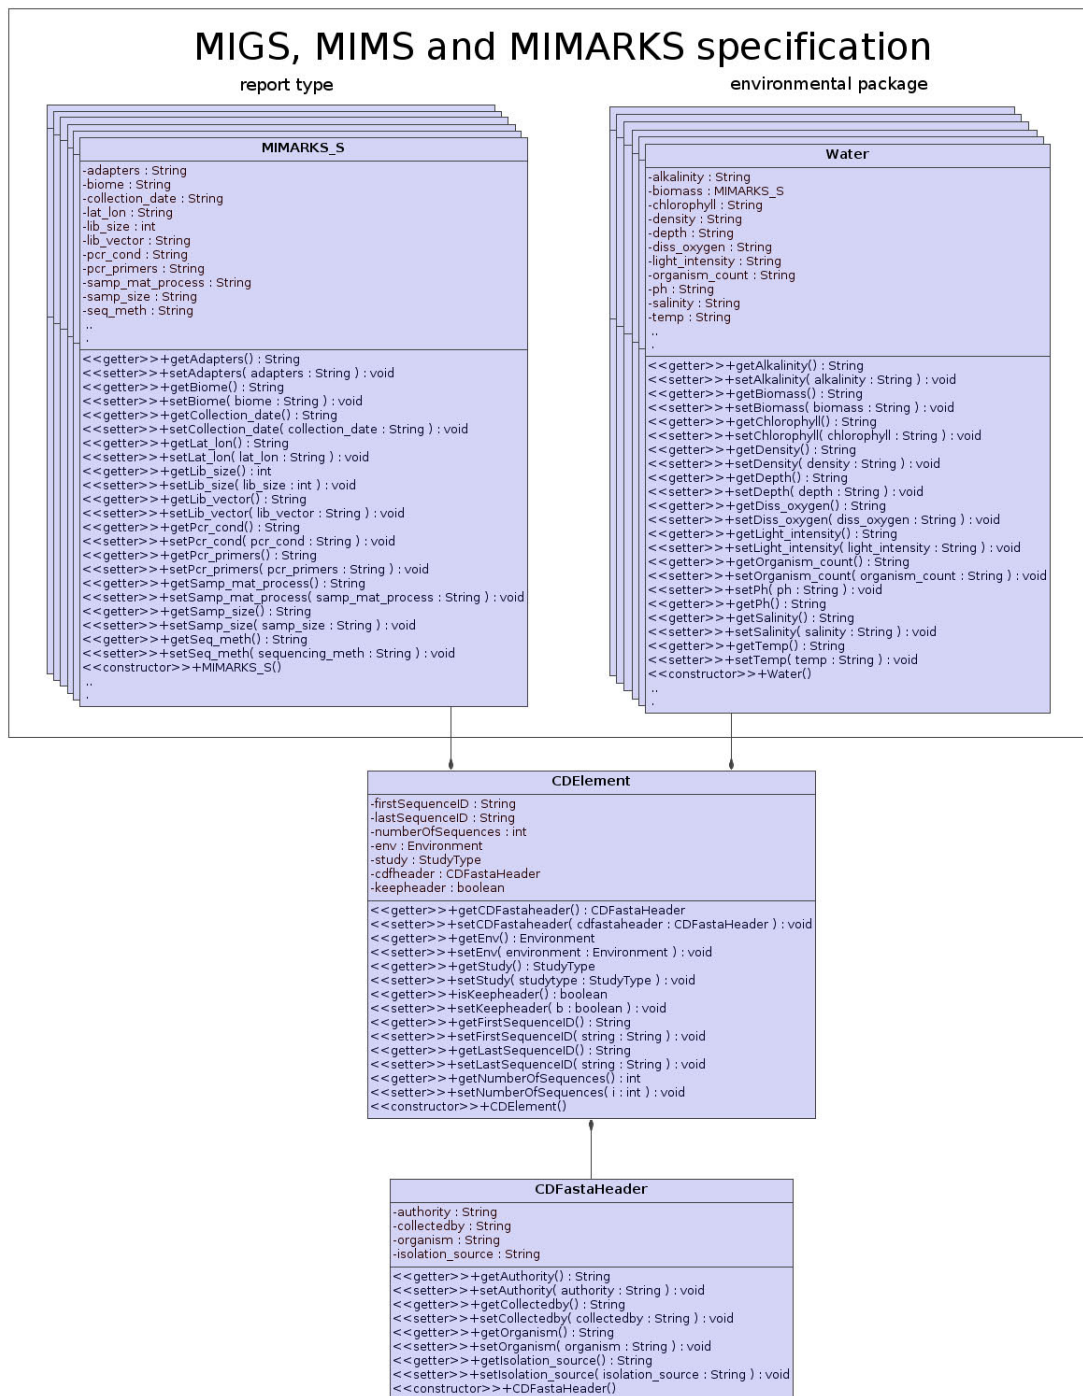 MIGS, MIMS and MIMARKS specification
report type
environmental package
MIMARKS_S
-adapters : String
-biome : String
-collection_date : String
-lat_lon : String
-lib_size : int
-lib_vector : String
-pcr_cond : String
-pcr_primers : String
-samp_mat_process : String
-samp_size : String
-seq_meth : String
..
.
<<getter>>+getAdapters() : String
<<setter>>+setAdapters( adapters : String ) : void
<<getter>>+getBiome() : String
<<setter>>+setBiome( biome : String ) : void
<<getter>>+getCollection_date() : String
<<setter>>+setCollection_date( collection_date : String ) : void
<<getter>>+getLat_lon() : String
<<setter>>+setLat_lon( lat_lon : String ) : void
<<getter>>+getLib_size() : int
<<setter>>+setLib_size( lib_size : int ) : void
<<getter>>+getLib_vector() : String
<<setter>>+setLib_vector( lib_vector : String ) : void
<<getter>>+getPcr_cond() : String
<<setter>>+setPcr_cond( pcr_cond : String ) : void
<<getter>>+getPcr_primers() : String
<<setter>>+setPcr_primers( pcr_primers : String ) : void
<<getter>>+getSamp_mat_process() : String
<<setter>>+setSamp_mat_process( samp_mat_process : String ) : void
<<getter>>+getSamp_size() : String
<<setter>>+setSamp_size( samp_size : String ) : void
<<getter>>+getSeq_meth() : String
<<setter>>+setSeq_meth( sequencing_meth : String ) : void
<<constructor>>+MIMARKS_S()
..
.
Water
-alkalinity : String
-biomass : MIMARKS_S
-chlorophyll : String
-density : String
-depth : String
-diss_oxygen : String
-light_intensity : String
-organism_count : String
-ph : String
-salinity : String
-temp : String
..
.
<<getter>>+getAlkalinity() : String
<<setter>>+setAlkalinity( alkalinity : String ) : void
<<getter>>+getBiomass() : String
<<setter>>+setBiomass( biomass : String ) : void
<<getter>>+getChlorophyll() : String
<<setter>>+setChlorophyll( chlorophyll : String ) : void
<<getter>>+getDensity() : String
<<setter>>+setDensity( density : String ) : void
<<getter>>+getDepth() : String
<<setter>>+setDepth( depth : String ) : void
<<getter>>+getDiss_oxygen() : String
<<setter>>+setDiss_oxygen( diss_oxygen : String ) : void
<<getter>>+getLight_intensity() : String
<<setter>>+setLight_intensity( light_intensity : String ) : void
<<getter>>+getOrganism_count() : String
<<setter>>+setOrganism_count( organism_count : String ) : void
<<setter>>+setPh( ph : String ) : void
<<getter>>+getPh() : String
<<getter>>+getSalinity() : String
<<setter>>+setSalinity( salinity : String ) : void
<<getter>>+getTemp() : String
<<setter>>+setTemp( temp : String ) : void
<<constructor>>+Water()
..
.
CDElement
-firstSequenceID : String
-lastSequenceID : String
-numberOfSequences : int
-env : Environment
-study : StudyType
-cdfheader : CDFastaHeader
-keepheader : boolean
<<getter>>+getCDFastaheader() : CDFastaHeader
<<setter>>+setCDFastaheader( cdfastaheader : CDFastaHeader ) : void
<<getter>>+getEnv() : Environment
<<setter>>+setEnv( environment : Environment ) : void
<<getter>>+getStudy() : StudyType
<<setter>>+setStudy( studytype : StudyType ) : void
<<getter>>+isKeepheader() : boolean
<<setter>>+setKeepheader( b : boolean ) : void
<<getter>>+getFirstSequenceID() : String
<<setter>>+setFirstSequenceID( string : String ) : void
<<getter>>+getLastSequenceID() : String
<<setter>>+setLastSequenceID( string : String ) : void
<<getter>>+getNumberOfSequences() : int
<<setter>>+setNumberOfSequences( i : int ) : void
<<constructor>>+CDElement()
CDFastaHeader
-authority : String
-collectedby : String
-organism : String
-isolation_source : String
<<getter>>+getAuthority() : String
<<setter>>+setAuthority( authority : String ) : void
<<getter>>+getCollectedby() : String
<<setter>>+setCollectedby( collectedby : String ) : void
<<getter>>+getOrganism() : String
<<setter>>+setOrganism( organism : String ) : void
<<getter>>+getIsolation_source() : String
<<setter>>+setIsolation_source( isolation_source : String ) : void
<<constructor>>+CDFastaHeader()